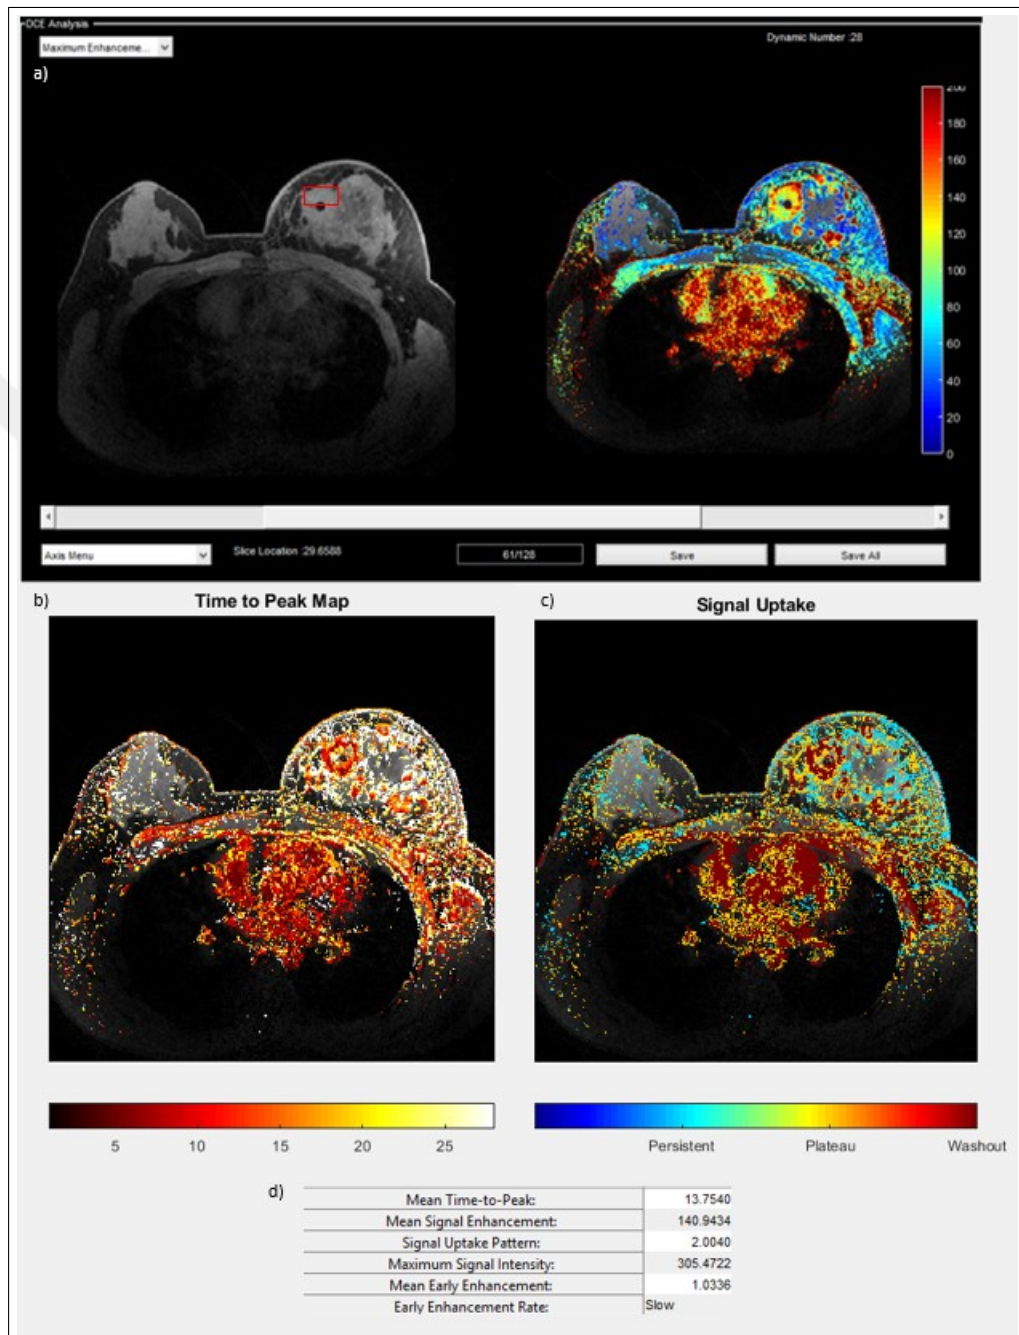 DCE Analysis
Maximum Enhanceme...
Dynamic Number :28
a)
200
180
160
140
120
100
80
60
40
20
0
Axis Menu
Slice Location :29.6588
61/128
Save
Save All
b)
Time to Peak Map
c)
Signal Uptake
5 10 15 20 25
Persistent Plateau Washout
d)
Mean Time-to-Peak: 13.7540
Mean Signal Enhancement: 140.9434
Signal Uptake Pattern: 2.0040
Maximum Signal Intensity: 305.4722
Mean Early Enhancement: 1.0336
Early Enhancement Rate: Slow